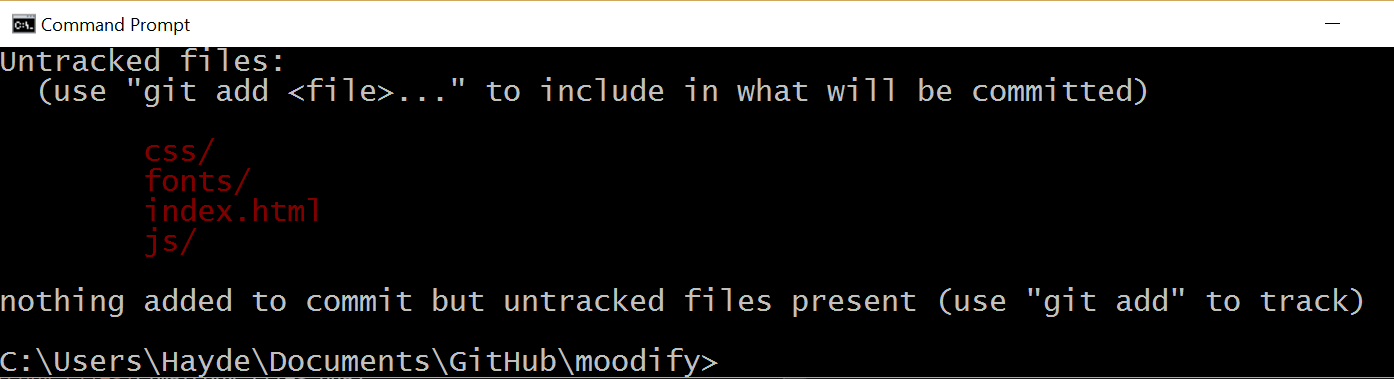 Command Prompt
Untracked files:
(use "git add <file>..." to include in what will be committed)
css/
fonts/
index.html
js/
nothing added to commit but untracked files present (use "git add" to track)
C:\Users\Hayde\Documents\GitHub\moodify>